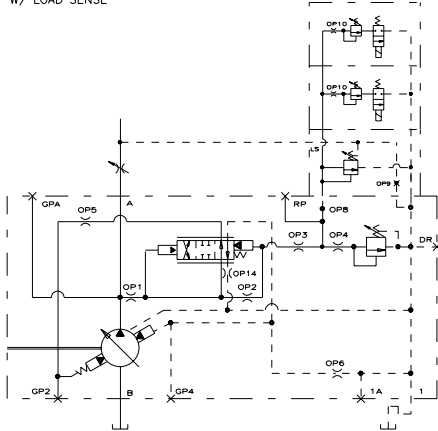 W/ LOAD SENSE
OP10
OP10
LS
OP9
GPA
A
RP
OP5
OP8
OP3
OP4
DR
OP14
OP1
OP2
OP6
GP2
B
GP4
1A
1